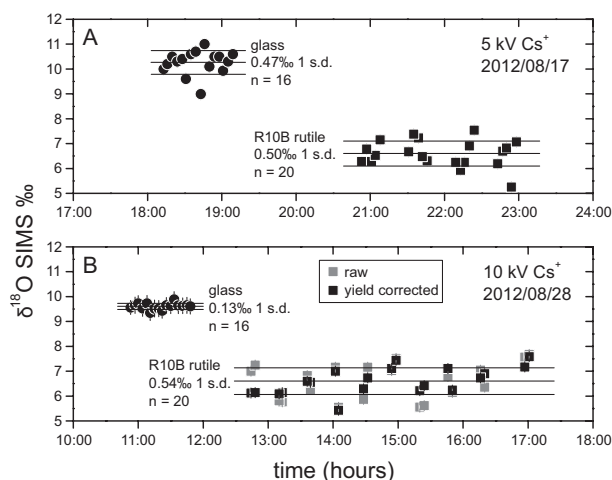 A
glass
0.47‰ 1 s.d.
n = 16
5 kV Cs⁺
2012/08/17
R10B rutile
0.50‰ 1 s.d.
n = 20
12
11
10
9
8
7
6
5
17:00 18:00 19:00 20:00 21:00 22:00 23:00 24:00
δ¹⁸O SIMS ‰
B
glass
0.13‰ 1 s.d.
n = 16
raw
yield corrected
10 kV Cs⁺
2012/08/28
R10B rutile
0.54‰ 1 s.d.
n = 20
12
11
10
9
8
7
6
5
10:00 11:00 12:00 13:00 14:00 15:00 16:00 17:00 18:00
time (hours)